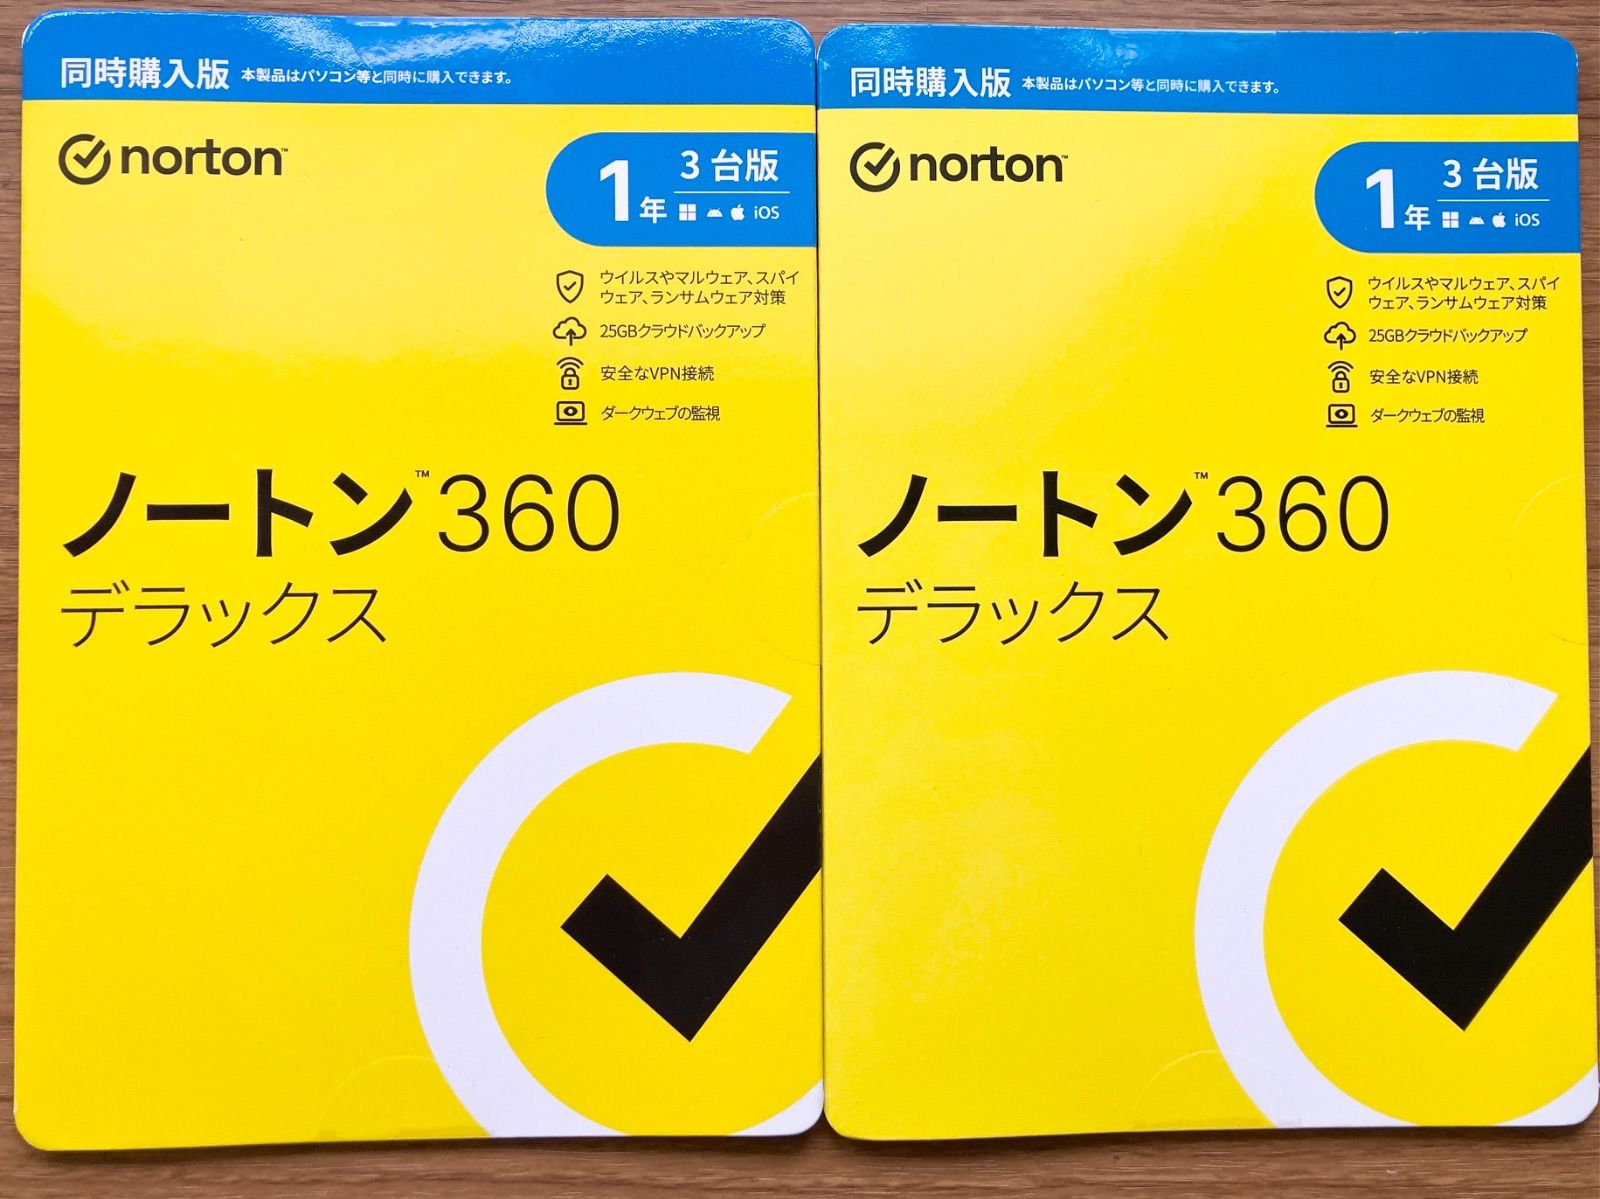 同時購入版 本製品はパソコン等と同時に購入できます。
norton™
3台版
1年 iOS
ウイルスやマルウェア、スパイ
ウェア、ランサムウェア対策
25GBクラウドバックアップ
安全なVPN接続
ダークウェブの監視
ノートン™360
デラックス
同時購入版 本製品はパソコン等と同時に購入できます。
norton™
3台版
1年 iOS
ウイルスやマルウェア、スパイ
ウェア、ランサムウェア対策
25GBクラウドバックアップ
安全なVPN接続
ダークウェブの監視
ノートン™360
デラックス